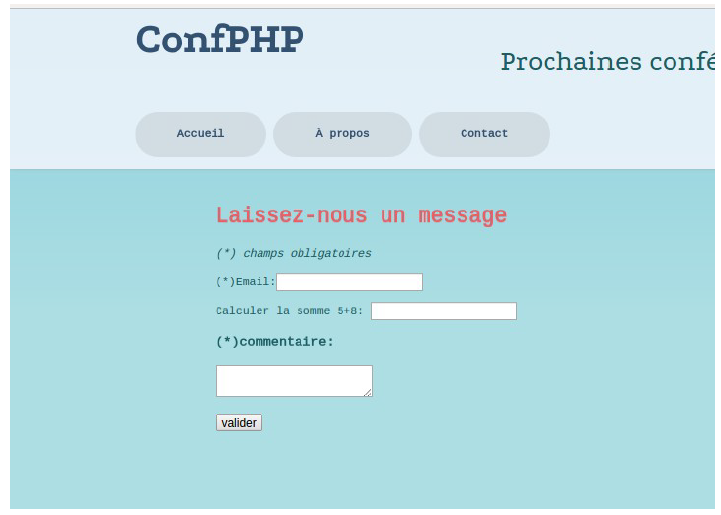 ConfPHP
Prochaines confé
Accueil À propos Contact
Laissez-nous un message
(*) champs obligatoires
(*)Email:
Calculer la somme 5+8:
(*)commentaire:
valider